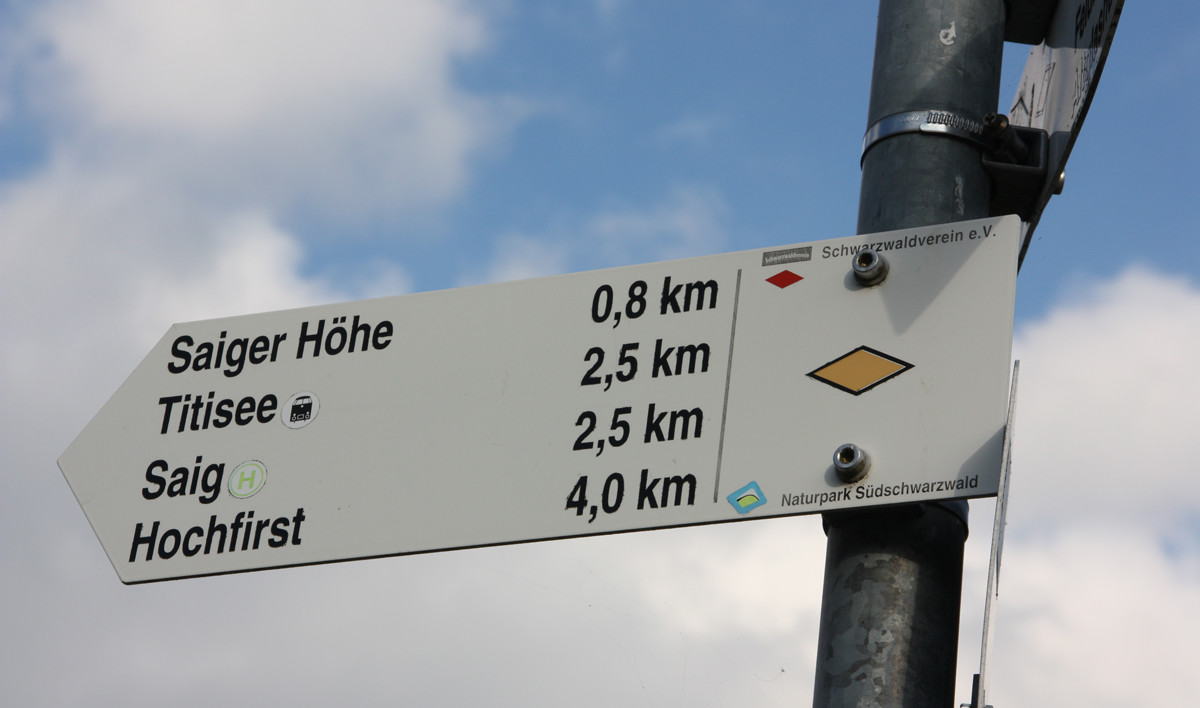 Schwarzwaldverein e.V.
Saiger Höhe 0,8 km
Titisee 2,5 km
Saig H 2,5 km
Hochfirst 4,0 km
Naturpark Südschwarzwald